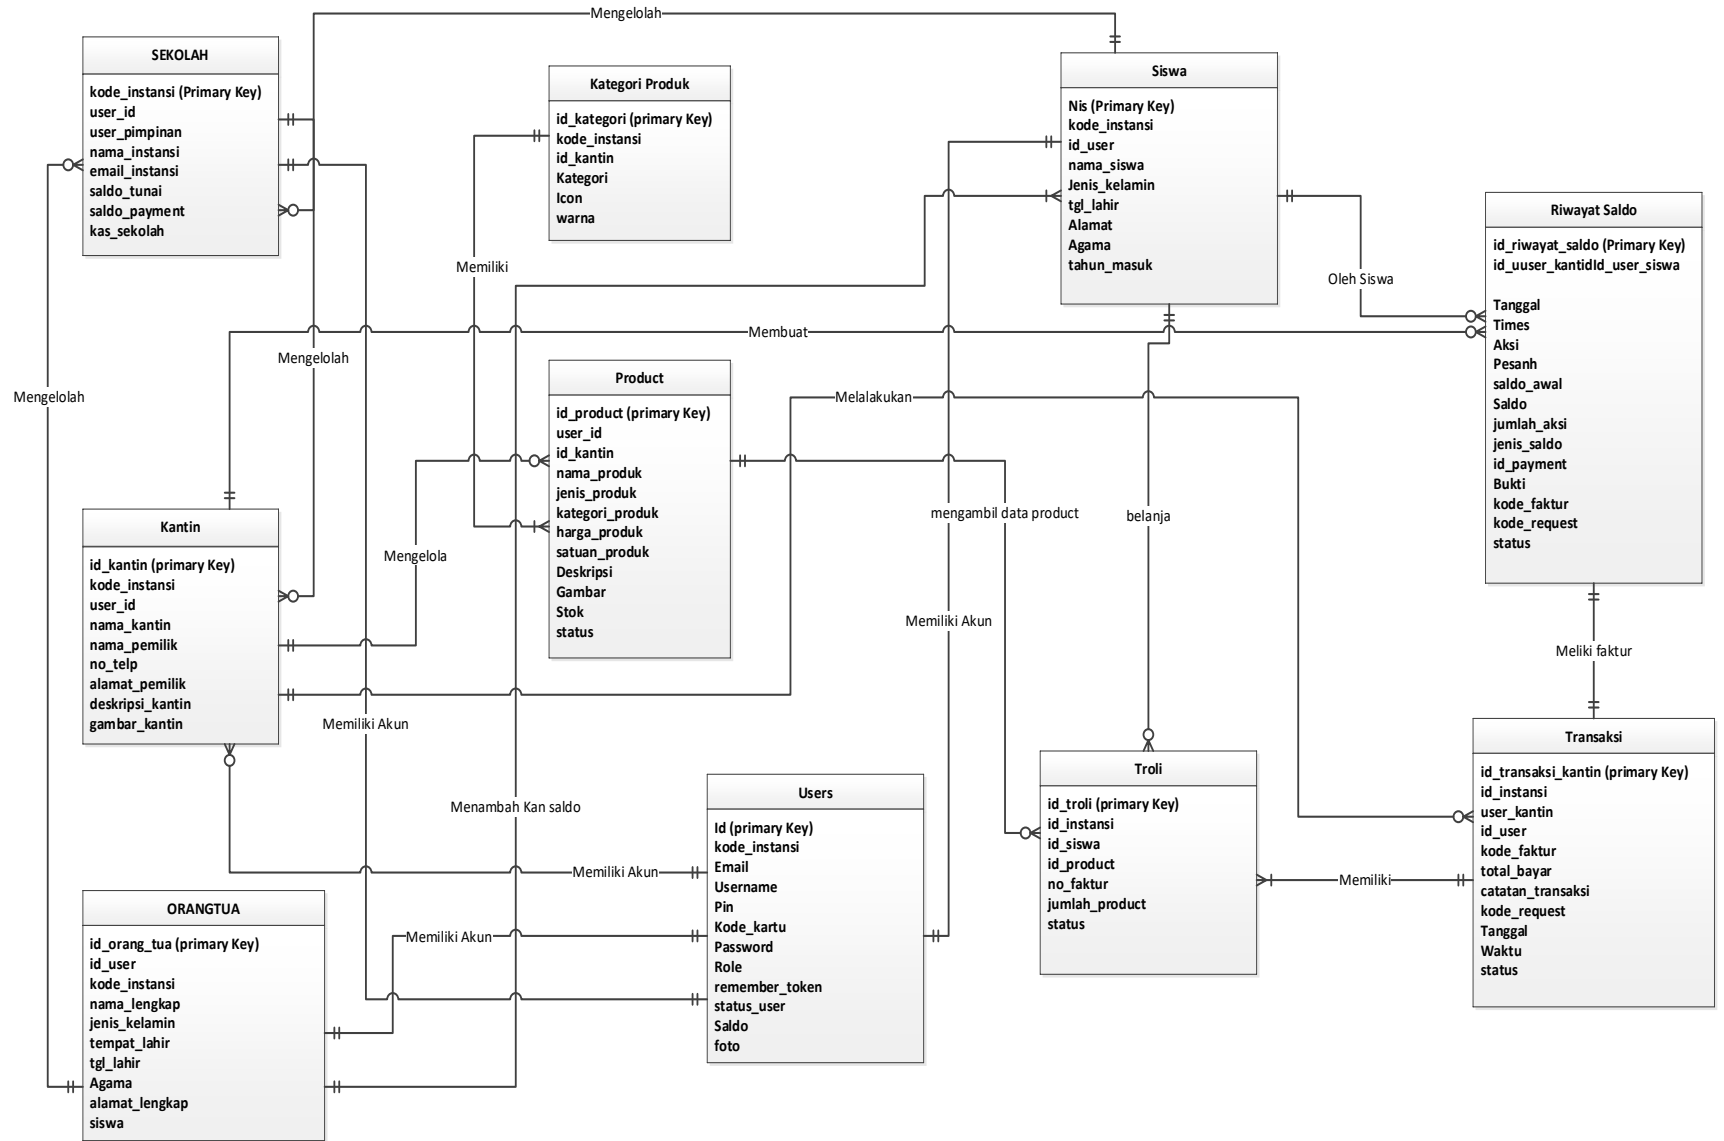 Mengelolah
SEKOLAH
kode_instansi (Primary Key)
user_id
user_pimpinan
nama_instansi
email_instansi
saldo_tunai
saldo_payment
kas_sekolah
Kategori Produk
id_kategori (primary Key)
kode_instansi
id_kantin
Kategori
Icon
warna
Siswa
Nis (Primary Key)
kode_instansi
id_user
nama_siswa
Jenis_kelamin
tgl_lahir
Alamat
Agama
tahun_masuk
Riwayat Saldo
id_riwayat_saldo (Primary Key)
id_uuser_kantidId_user_siswa
Tanggal
Times
Aksi
Pesanh
saldo_awal
Saldo
jumlah_aksi
jenis_saldo
id_payment
Bukti
kode_faktur
kode_request
status
Memiliki
Oleh Siswa
Membuat
Mengelolah
Mengelolah
Melalakukan
Product
id_product (primary Key)
user_id
id_kantin
nama_produk
jenis_produk
kategori_produk
harga_produk
satuan_produk
Deskripsi
Gambar
Stok
status
mengambil data product
belanja
Kantin
id_kantin (primary Key)
kode_instansi
user_id
nama_kantin
nama_pemilik
no_telp
alamat_pemilik
deskripsi_kantin
gambar_kantin
Mengelola
Memiliki Akun
Meliki faktur
Memiliki Akun
Menambah Kan saldo
Memiliki Akun
Memiliki Akun
Users
Id (primary Key)
kode_instansi
Email
Username
Pin
Kode_kartu
Password
Role
remember_token
status_user
Saldo
foto
Troli
id_troli (primary Key)
id_instansi
id_siswa
id_product
no_faktur
jumlah_product
status
Memiliki
Transaksi
id_transaksi_kantin (primary Key)
id_instansi
user_kantin
id_user
kode_faktur
total_bayar
catatan_transaksi
kode_request
Tanggal
Waktu
status
ORANGTUA
id_orang_tua (primary Key)
id_user
kode_instansi
nama_lengkap
jenis_kelamin
tempat_lahir
tgl_lahir
Agama
alamat_lengkap
siswa